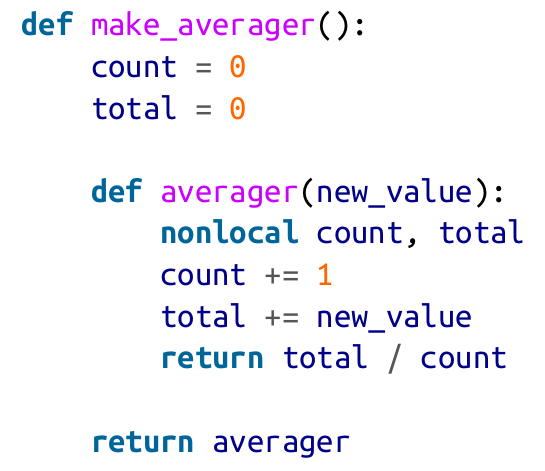 def make_averager():
    count = 0
    total = 0

    def averager(new_value):
        nonlocal count, total
        count += 1
        total += new_value
        return total / count

    return averager